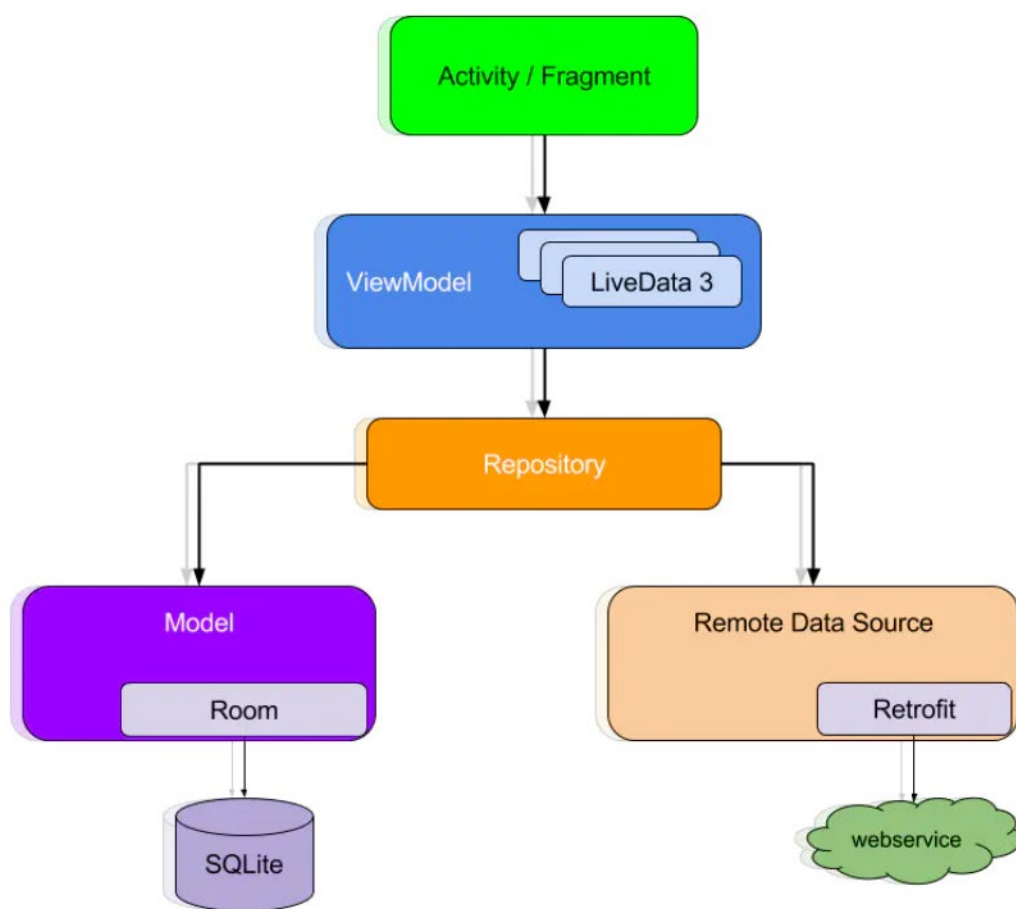 Activity / Fragment
ViewModel
LiveData 3
Repository
Model
Remote Data Source
Room
Retrofit
SQLite
webservice